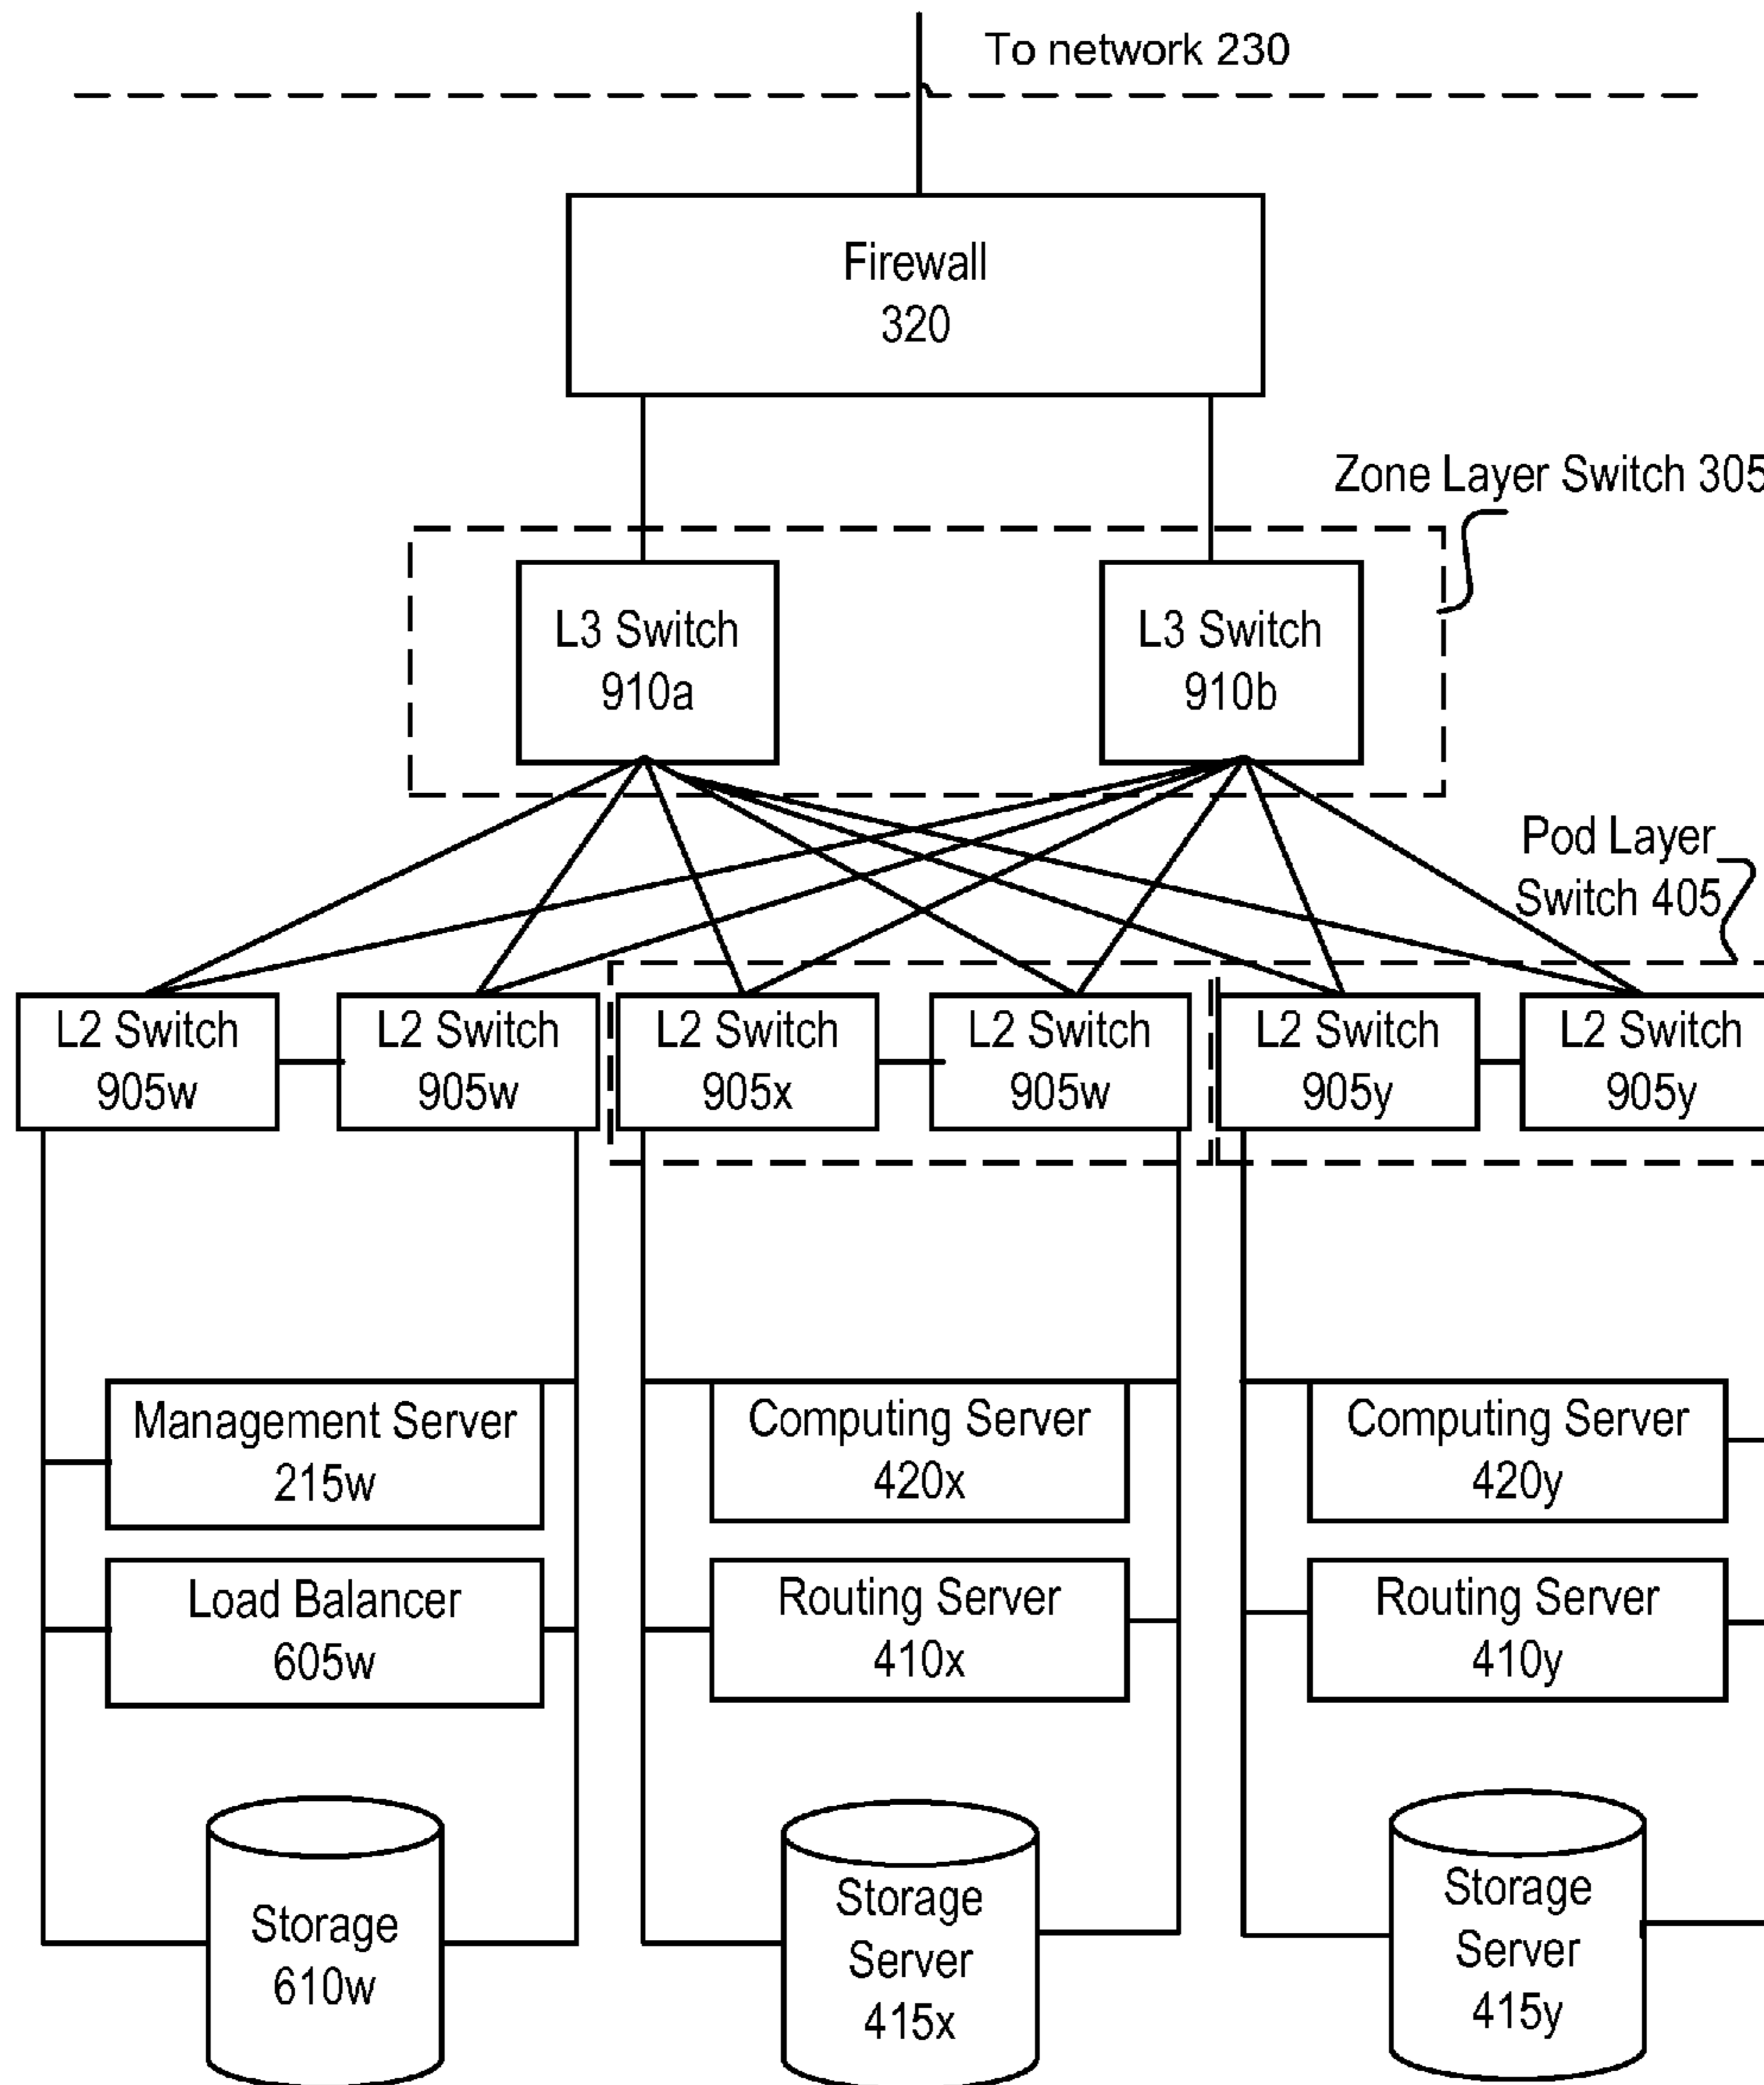 To network 230
Firewall
320
Zone Layer Switch 305
L3 Switch
910a
L3 Switch
910b
Pod Layer
Switch 405
L2 Switch
905w
L2 Switch
905w
L2 Switch
905x
L2 Switch
905w
L2 Switch
905y
L2 Switch
905y
Management Server
215w
Computing Server
420x
Computing Server
420y
Load Balancer
605w
Routing Server
410x
Routing Server
410y
Storage
610w
Storage
Server
415x
Storage
Server
415y